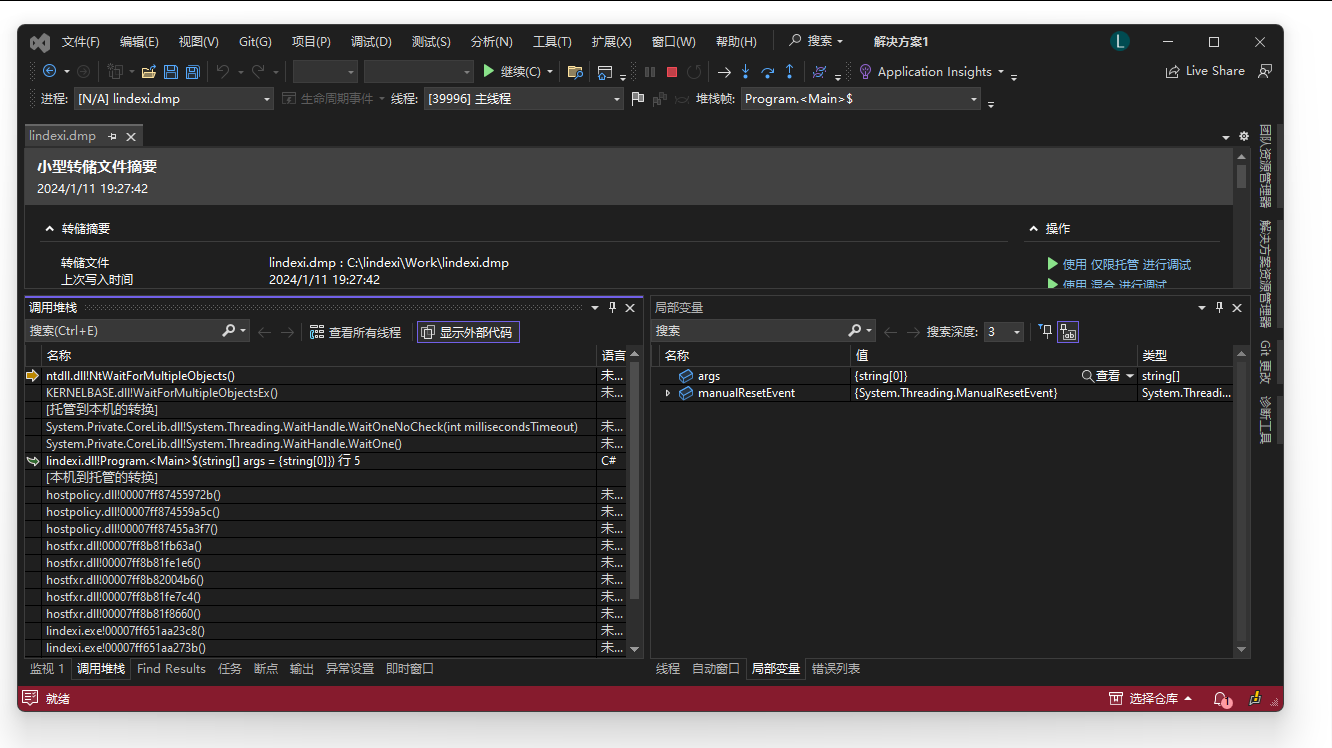 文件(F) 编辑(E) 视图(V) Git(G) 项目(P) 调试(D) 测试(S) 分析(N) 工具(T) 扩展(X) 窗口(W) 帮助(H) 搜索 解决方案1 L
继续(C) Application Insights Live Share
进程: [N/A] lindexi.dmp 生命周期事件 线程: [39996] 主线程 堆栈帧: Program.<Main>$
lindexi.dmp
小型转储文件摘要
2024/1/11 19:27:42
转储摘要 操作
转储文件 lindexi.dmp : C:\lindexi\Work\lindexi.dmp 使用 仅限托管 进行调试
上次写入时间 2024/1/11 19:27:42 使用 混合 进行调试
团队资源管理器
解决方案资源管理器
Git 更改
诊断工具
调用堆栈
搜索(Ctrl+E) 查看所有线程 显示外部代码
名称 语言
ntdll.dll!NtWaitForMultipleObjects() 未...
KERNELBASE.dll!WaitForMultipleObjectsEx() 未...
[托管到本机的转换]
System.Private.CoreLib.dll!System.Threading.WaitHandle.WaitOneNoCheck(int millisecondsTimeout) 未...
System.Private.CoreLib.dll!System.Threading.WaitHandle.WaitOne() 未...
lindexi.dll!Program.<Main>$(string[] args = {string[0]}) 行 5 C#
[本机到托管的转换]
hostpolicy.dll!00007ff87455972b() 未...
hostpolicy.dll!00007ff874559a5c() 未...
hostpolicy.dll!00007ff87455a3f7() 未...
hostfxr.dll!00007ff8b81fb63a() 未...
hostfxr.dll!00007ff8b81fe1e6() 未...
hostfxr.dll!00007ff8b82004b6() 未...
hostfxr.dll!00007ff8b81fe7c4() 未...
hostfxr.dll!00007ff8b81f8660() 未...
lindexi.exe!00007ff651aa23c8() 未...
lindexi.exe!00007ff651aa273b() 未...
监视 1 调用堆栈 Find Results 任务 断点 输出 异常设置 即时窗口
局部变量
搜索 搜索深度: 3
名称 值 类型
args {string[0]} 查看 string[]
manualResetEvent {System.Threading.ManualResetEvent} System.Threadi...
线程 自动窗口 局部变量 错误列表
就绪 选择仓库 1